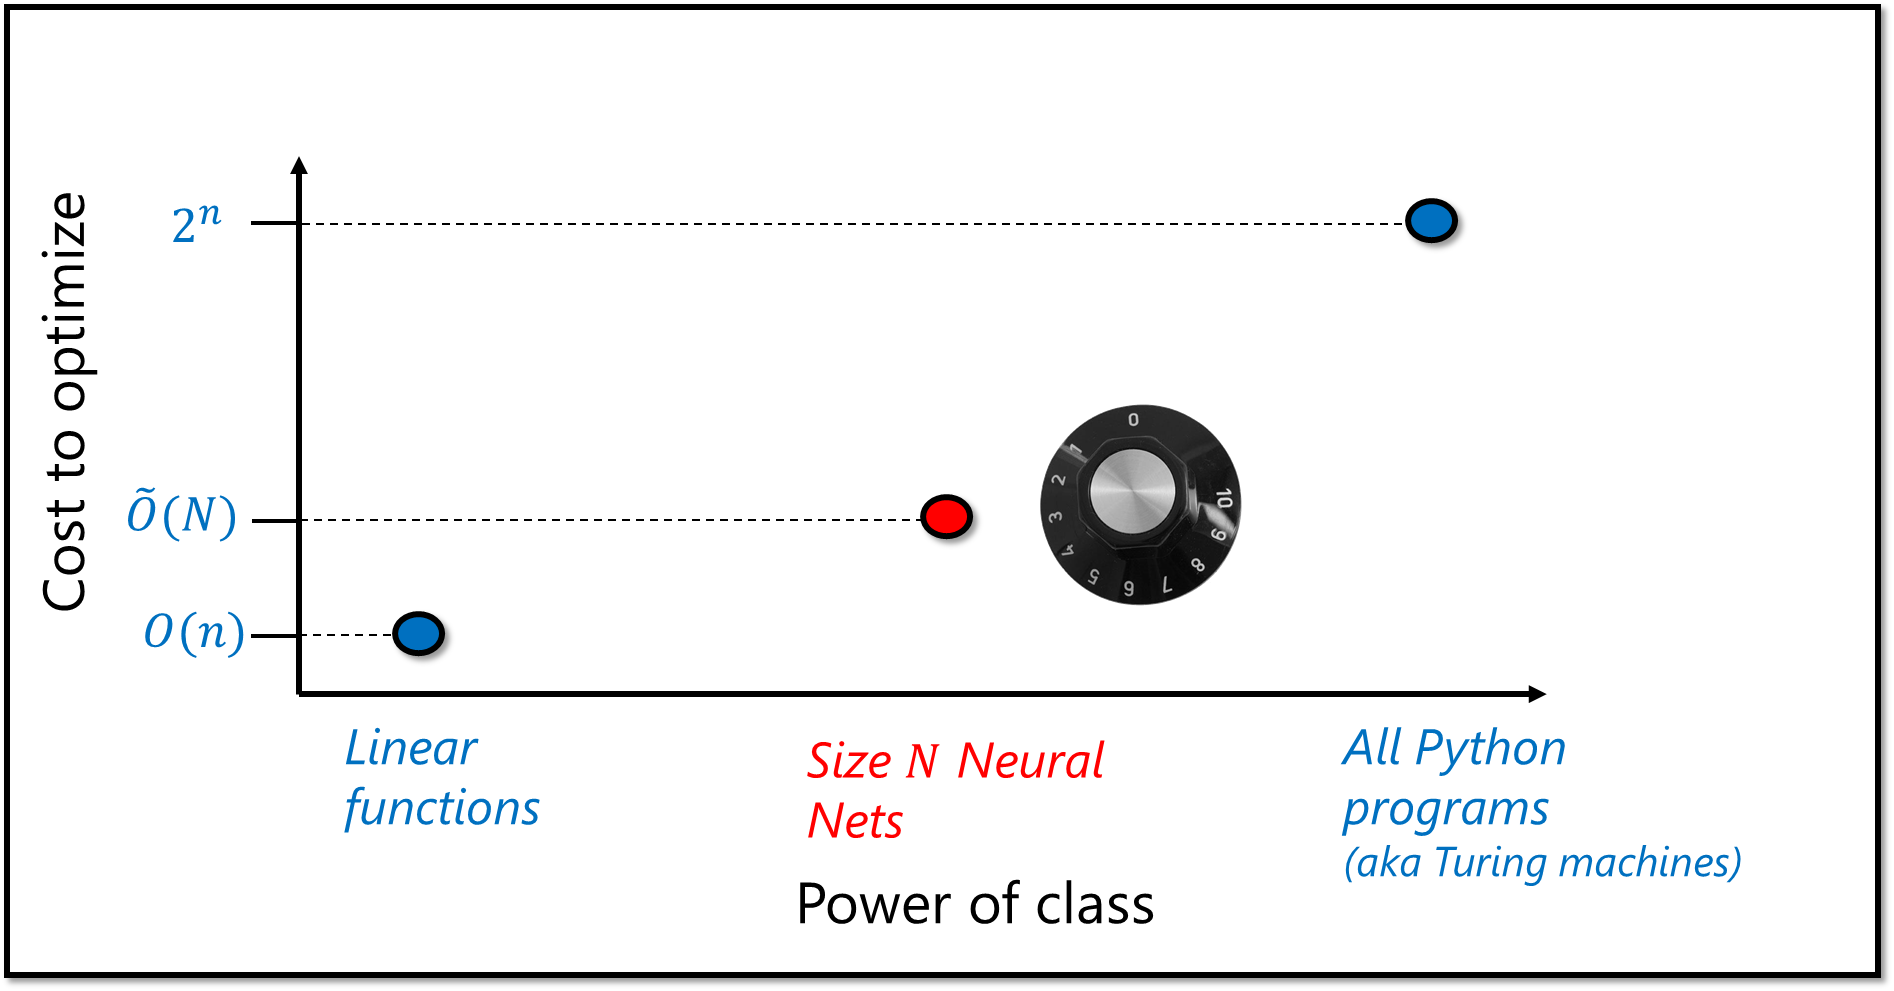 Cost to optimize
2ⁿ
Õ(N)
O(n)
0
1
2
3
4
5
6
7
8
9
10
Linear
functions
Size N Neural
Nets
All Python
programs
(aka Turing machines)
Power of class